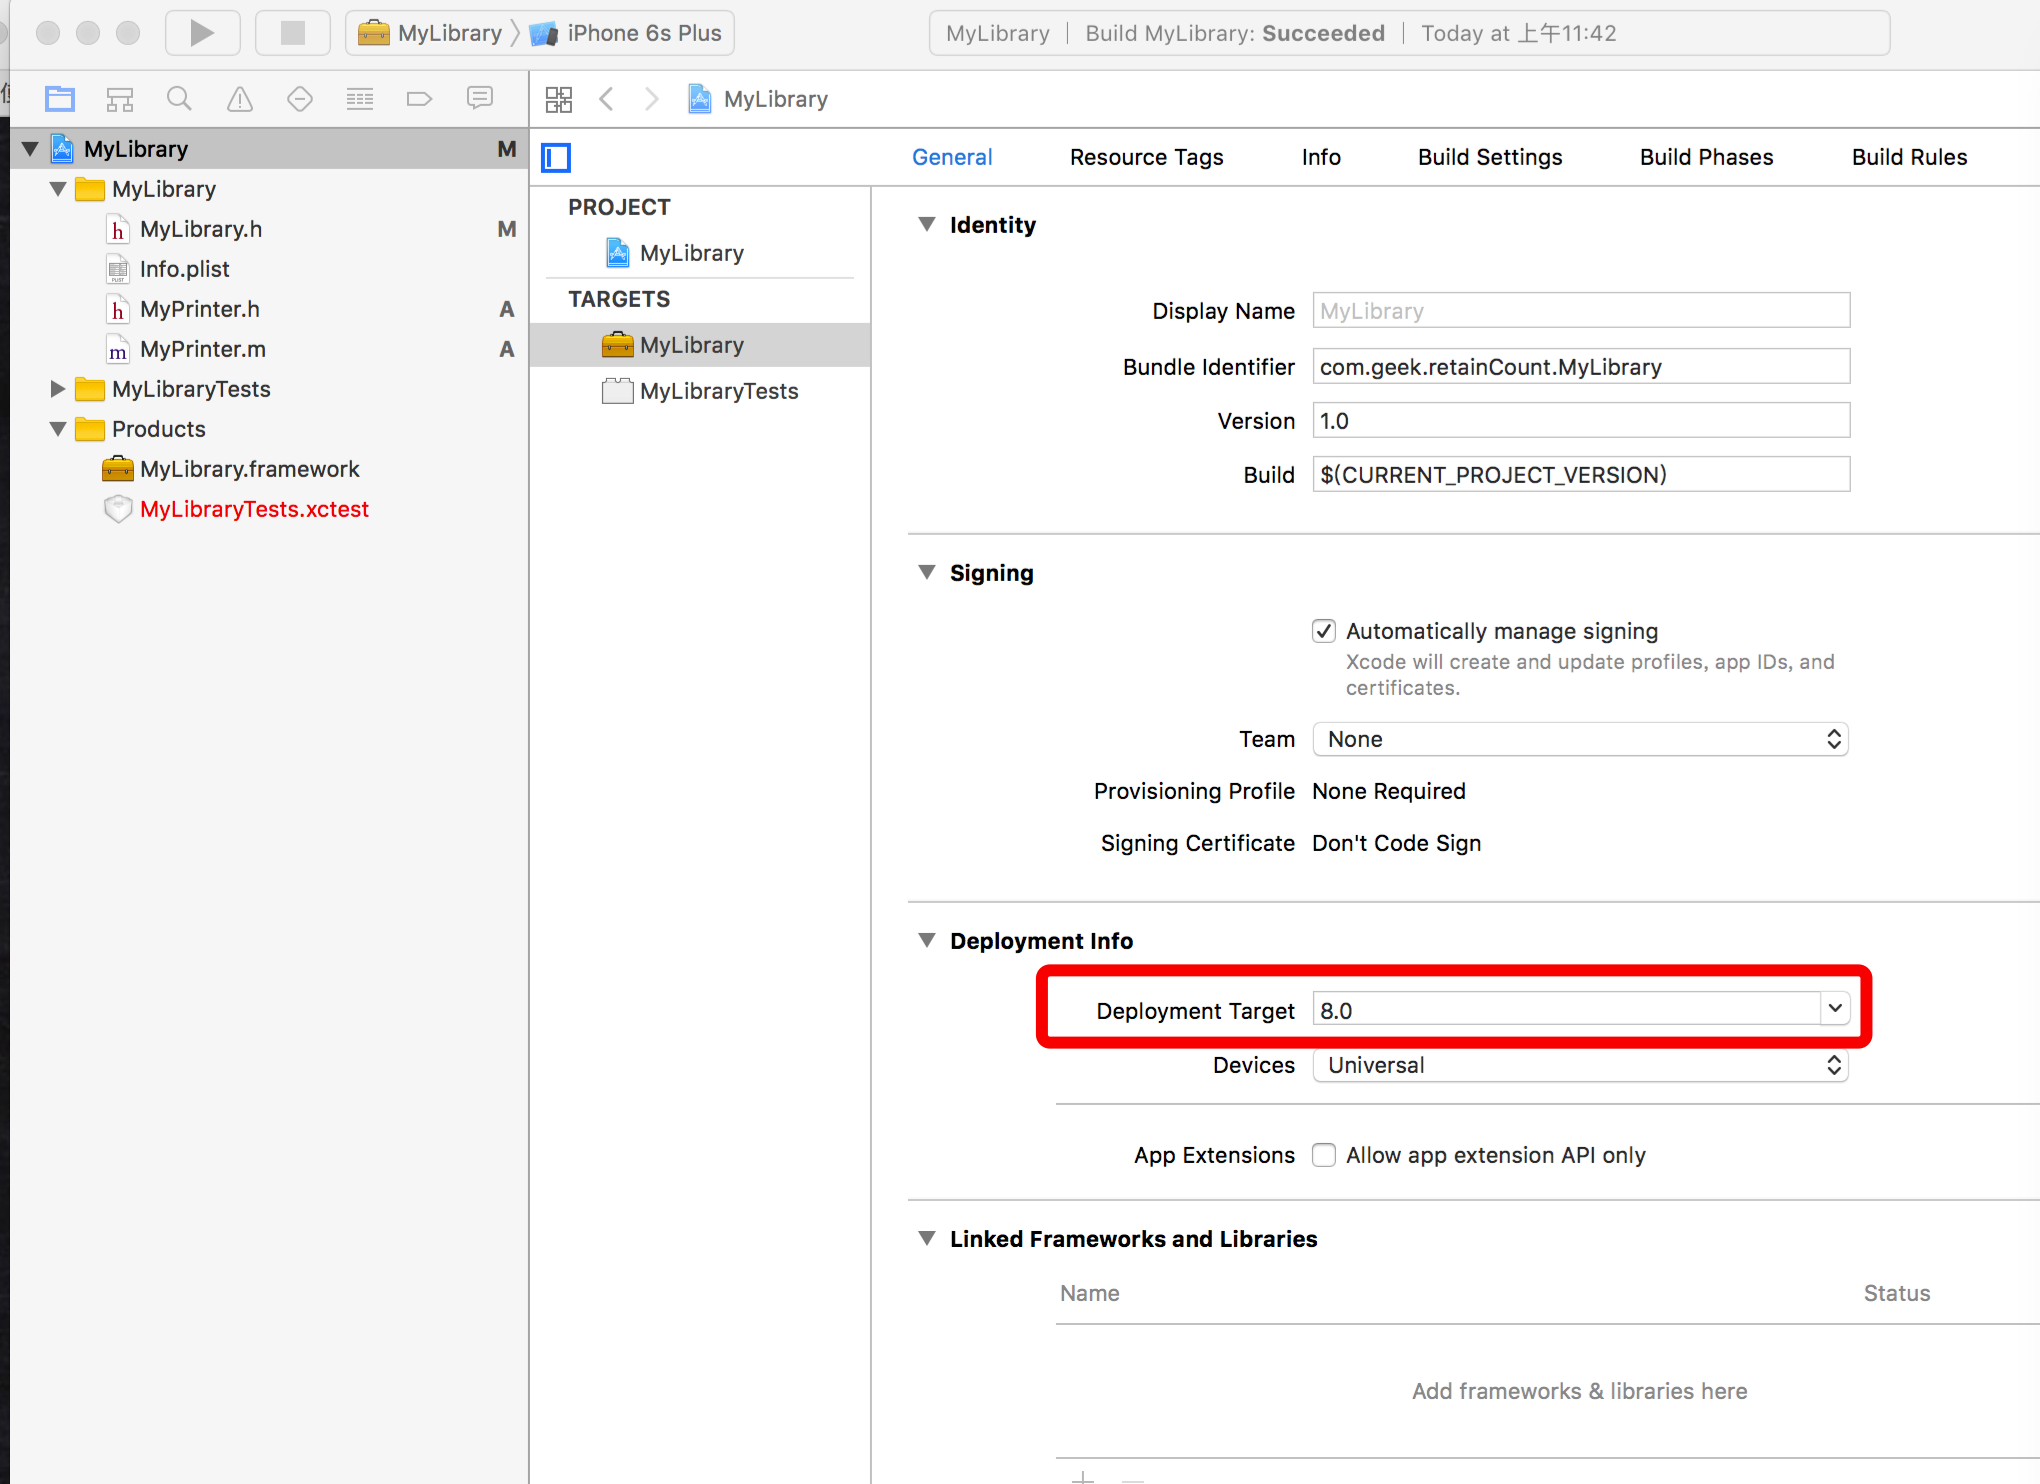 MyLibrary
iPhone 6s Plus
MyLibrary
Build MyLibrary: Succeeded
Today at 上午11:42
MyLibrary
MyLibrary M
MyLibrary
h MyLibrary.h M
Info.plist
h MyPrinter.h A
m MyPrinter.m A
MyLibraryTests
Products
MyLibrary.framework
MyLibraryTests.xctest
PROJECT
MyLibrary
TARGETS
MyLibrary
MyLibraryTests
General Resource Tags Info Build Settings Build Phases Build Rules
Identity
Display Name MyLibrary
Bundle Identifier com.geek.retainCount.MyLibrary
Version 1.0
Build $(CURRENT_PROJECT_VERSION)
Signing
Automatically manage signing
Xcode will create and update profiles, app IDs, and
certificates.
Team None
Provisioning Profile None Required
Signing Certificate Don't Code Sign
Deployment Info
Deployment Target 8.0
Devices Universal
App Extensions Allow app extension API only
Linked Frameworks and Libraries
Name Status
Add frameworks & libraries here